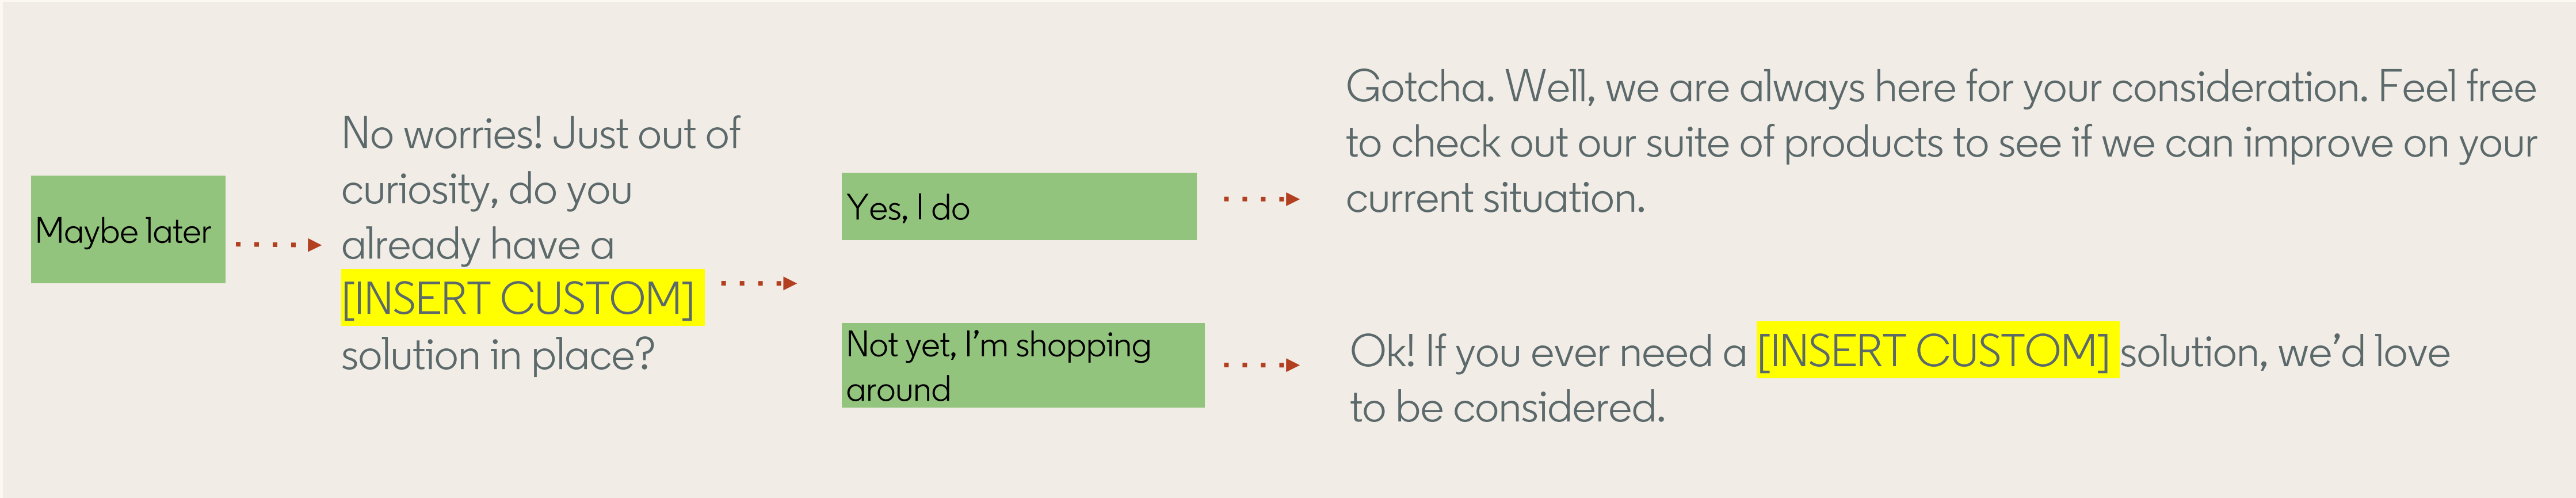 Maybe later
No worries! Just out of
curiosity, do you
already have a
[INSERT CUSTOM]
solution in place?
Yes, I do
Gotcha. Well, we are always here for your consideration. Feel free
to check out our suite of products to see if we can improve on your
current situation.
Not yet, I’m shopping
around
Ok! If you ever need a [INSERT CUSTOM] solution, we’d love
to be considered.